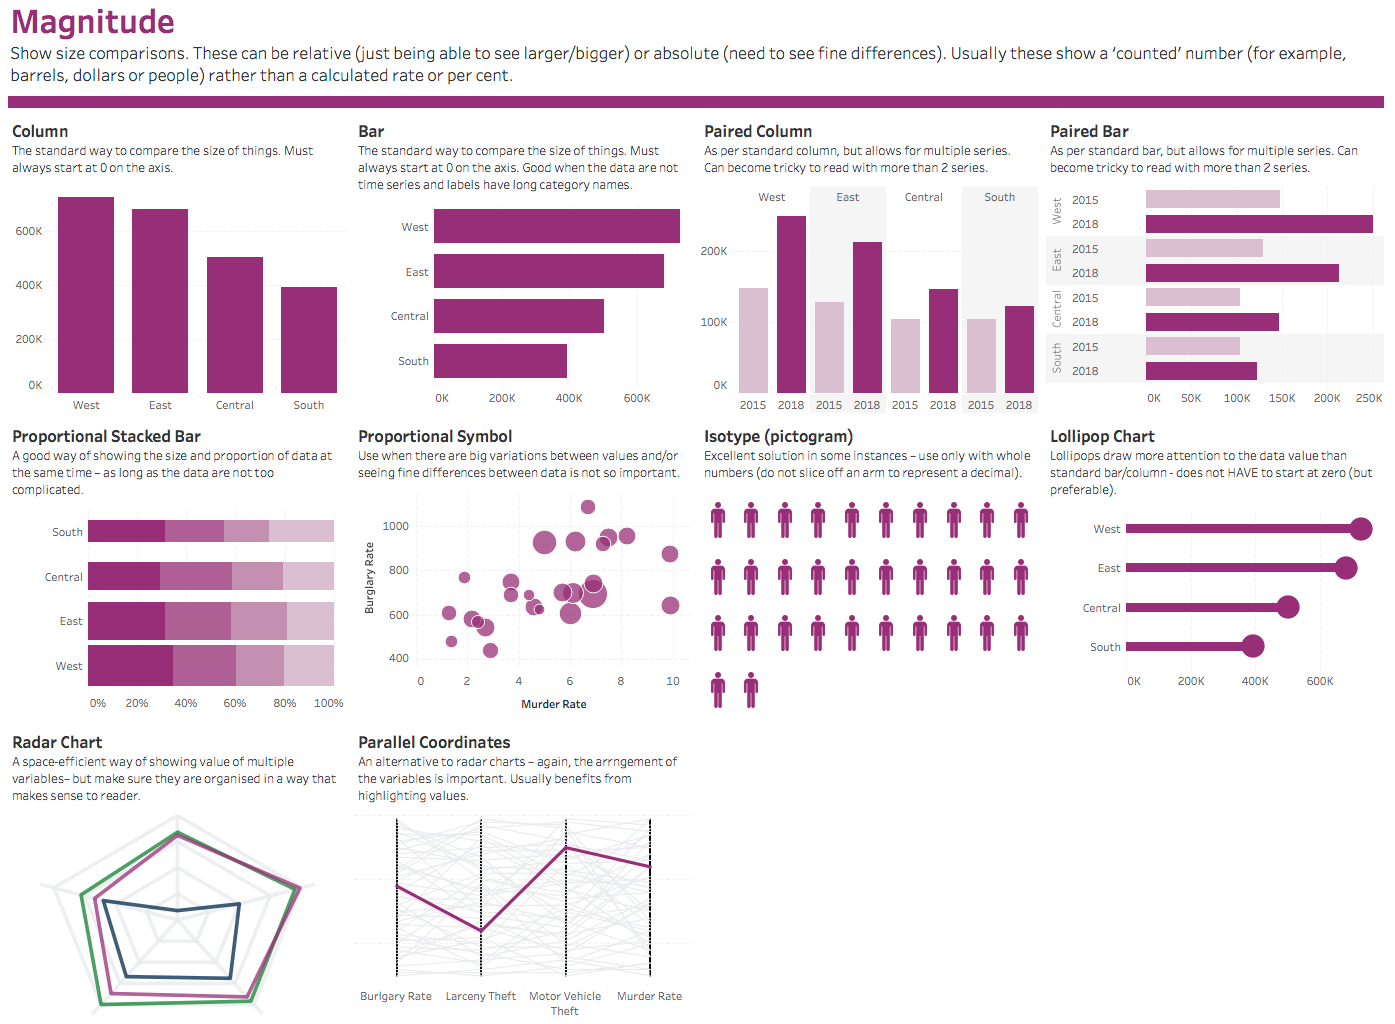 Magnitude
Show size comparisons. These can be relative (just being able to see larger/bigger) or absolute (need to see fine differences). Usually these show a ‘counted’ number (for example,
barrels, dollars or people) rather than a calculated rate or per cent.
Column
The standard way to compare the size of things. Must
always start at 0 on the axis.
600K
400K
200K
0K
West East Central South
Bar
The standard way to compare the size of things. Must
always start at 0 on the axis. Good when the data are not
time series and labels have long category names.
West
East
Central
South
0K 200K 400K 600K
Paired Column
As per standard column, but allows for multiple series.
Can become tricky to read with more than 2 series.
West East Central South
200K
100K
0K
2015 2018 2015 2018 2015 2018 2015 2018
Paired Bar
As per standard bar, but allows for multiple series. Can
become tricky to read with more than 2 series.
West
2015
2018
East
2015
2018
Central
2015
2018
South
2015
2018
0K 50K 100K 150K 200K 250K
Proportional Stacked Bar
A good way of showing the size and proportion of data at
the same time – as long as the data are not too
complicated.
South
Central
East
West
0% 20% 40% 60% 80% 100%
Proportional Symbol
Use when there are big variations between values and/or
seeing fine differences between data is not so important.
Burglary Rate
1000
800
600
400
0 2 4 6 8 10
Murder Rate
Isotype (pictogram)
Excellent solution in some instances – use only with whole
numbers (do not slice off an arm to represent a decimal).
Lollipop Chart
Lollipops draw more attention to the data value than
standard bar/column - does not HAVE to start at zero (but
preferable).
West
East
Central
South
0K 200K 400K 600K
Radar Chart
A space-efficient way of showing value of multiple
variables– but make sure they are organised in a way that
makes sense to reader.
Parallel Coordinates
An alternative to radar charts – again, the arrngement of
the variables is important. Usually benefits from
highlighting values.
Burlgary Rate Larceny Theft Motor Vehicle Murder Rate
Theft